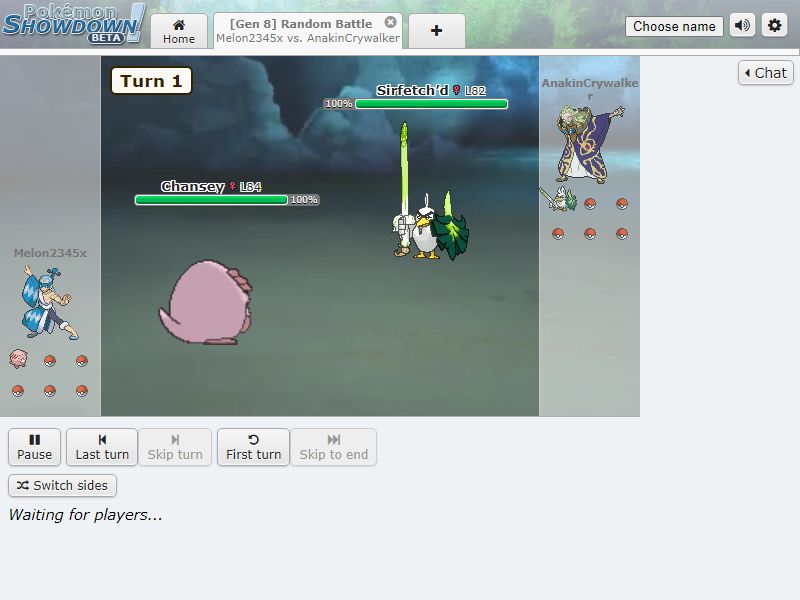 Pokémon
SHOWDOWN!
BETA
Home
[Gen 8] Random Battle
Melon2345x vs. AnakinCrywalker
+
Choose name
Chat
Turn 1
Sirfetch’d ♀ L82
100%
Chansey ♀ L84
100%
AnakinCrywalke
r
Melon2345x
Pause
Last turn
Skip turn
First turn
Skip to end
Switch sides
Waiting for players...